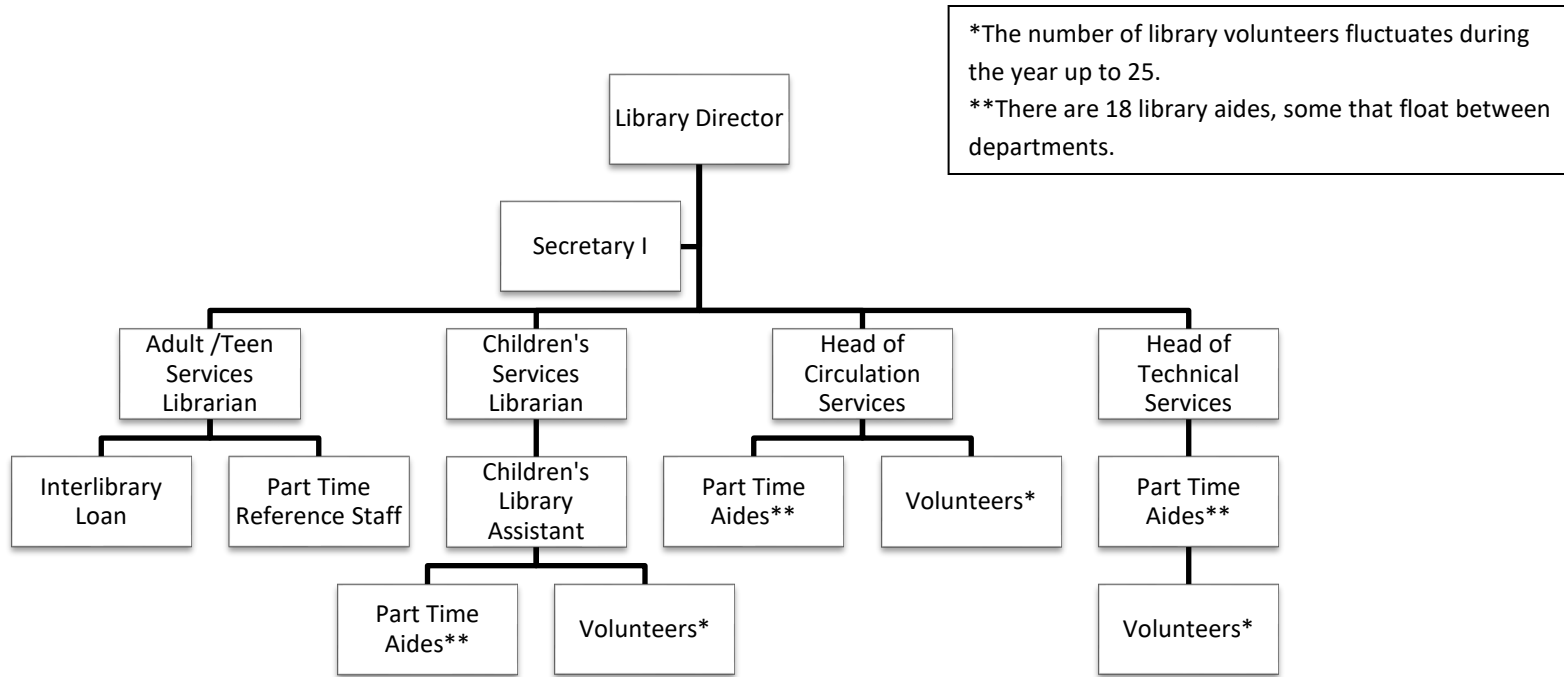 *The number of library volunteers fluctuates during
the year up to 25.
**There are 18 library aides, some that float between
departments.
Library Director
Secretary I
Adult /Teen
Services
Librarian
Children's
Services
Librarian
Head of
Circulation
Services
Head of
Technical
Services
Interlibrary
Loan
Part Time
Reference Staff
Children's
Library
Assistant
Part Time
Aides**
Volunteers*
Part Time
Aides**
Part Time
Aides**
Volunteers*
Volunteers*